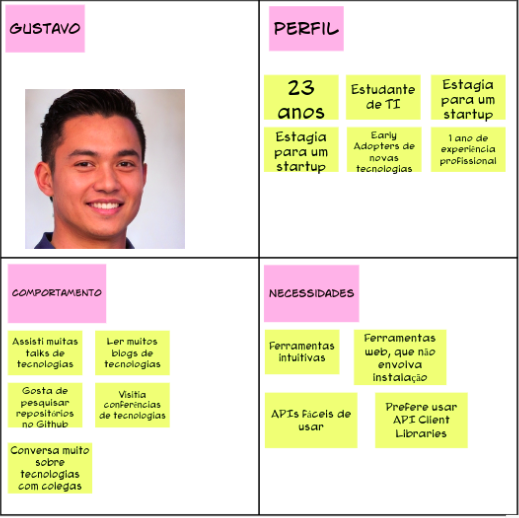 GUSTAVO
PERFIL
23
anos
Estudante
de TI
Estagia
para um
startup
Estagia
para um
startup
Early
Adopters de
novas
tecnologias
1 ano de
experiência
profissional
COMPORTAMENTO
Assisti muitas
talks de
tecnologias
Ler muitos
blogs de
tecnologias
Gosta de
pesquisar
repositórios
no Github
Visitia
conferências
de tecnologias
Conversa muito
sobre
tecnologias
com colegas
NECESSIDADES
Ferramentas
intuitivas
Ferramentas
web, que não
envolva
instalação
APIs fáceis de
usar
Prefere usar
API Client
Libraries